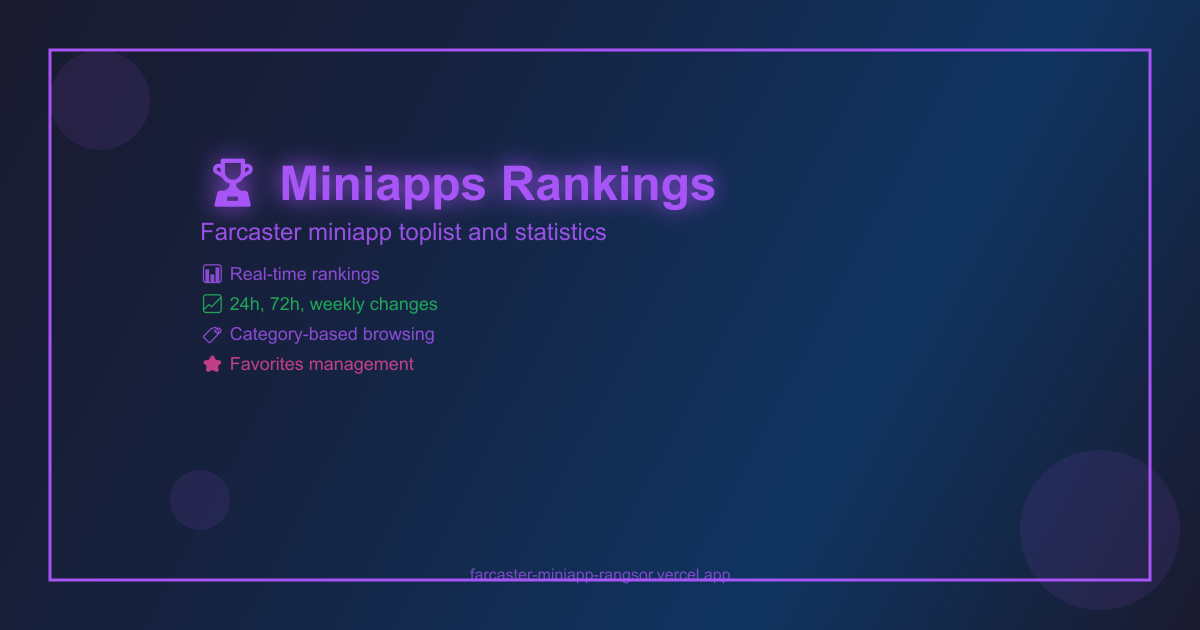 Miniapps Rankings
Farcaster miniapp toplist and statistics
Real-time rankings
24h, 72h, weekly changes
Category-based browsing
Favorites management
farcaster-miniapp-rangsor.vercel.app